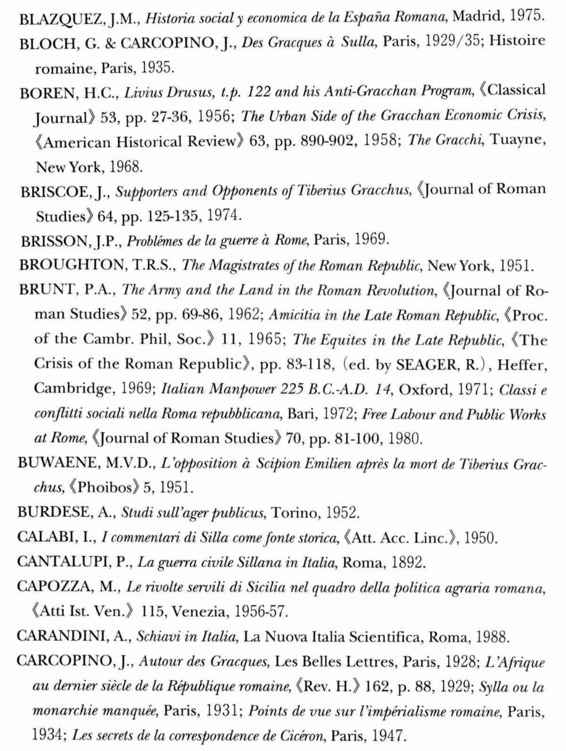 BLAZQUEZ, J.M., Historia social y economica de la España Romana, Madrid, 1975.
BLOCH, G. & CARCOPINO, J., Des Gracques à Sulla, Paris, 1929/35; Histoire
romaine, Paris, 1935.
BOREN, H.C., Livius Drusus, t.p. 122 and his Anti-Gracchan Program, 《Classical
Journal》 53, pp. 27-36, 1956; The Urban Side of the Gracchan Economic Crisis,
《American Historical Review》 63, pp. 890-902, 1958; The Gracchi, Tuayne,
New York, 1968.
BRISCOE, J., Supporters and Opponents of Tiberius Gracchus, 《Journal of Roman
Studies》 64, pp. 125-135, 1974.
BRISSON, J.P., Problêmes de la guerre à Rome, Paris, 1969.
BROUGHTON, T.R.S., The Magistrates of the Roman Republic, New York, 1951.
BRUNT, P.A., The Army and the Land in the Roman Revolution, 《Journal of Ro-
man Studies》 52, pp. 69-86, 1962; Amicitia in the Late Roman Republic, 《Proc.
of the Cambr. Phil, Soc.》 11, 1965; The Equites in the Late Republic, 《The
Crisis of the Roman Republic》, pp. 83-118, (ed. by SEAGER, R.), Heffer,
Cambridge, 1969; Italian Manpower 225 B.C.-A.D. 14, Oxford, 1971; Classi e
conflitti sociali nella Roma repubblicana, Bari, 1972; Free Labour and Public Works
at Rome, 《Journal of Roman Studies》 70, pp. 81-100, 1980.
BUWAENE, M.V.D., L'opposition à Scipion Emilien après la mort de Tiberius Grac-
chus, 《Phoibos》 5, 1951.
BURDESE, A., Studi sull'ager publicus, Torino, 1952.
CALABI, I., I commentari di Silla come fonte storica, 《Att. Acc. Linc.》, 1950.
CANTALUPI, P., La guerra civile Sillana in Italia, Roma, 1892.
CAPOZZA, M., Le rivolte servili di Sicilia nel quadro della politica agraria romana,
《Atti Ist. Ven.》 115, Venezia, 1956-57.
CARANDINI, A., Schiavi in Italia, La Nuova Italia Scientifica, Roma, 1988.
CARCOPINO, J., Autour des Gracques, Les Belles Lettres, Paris, 1928; L'Afrique
au dernier siècle de la République romaine, 《Rev. H.》 162, p. 88, 1929; Sylla ou la
monarchie manquée, Paris, 1931; Points de vue sur l'impérialisme romaine, Paris,
1934; Les secrets de la correspondence de Cicéron, Paris, 1947.